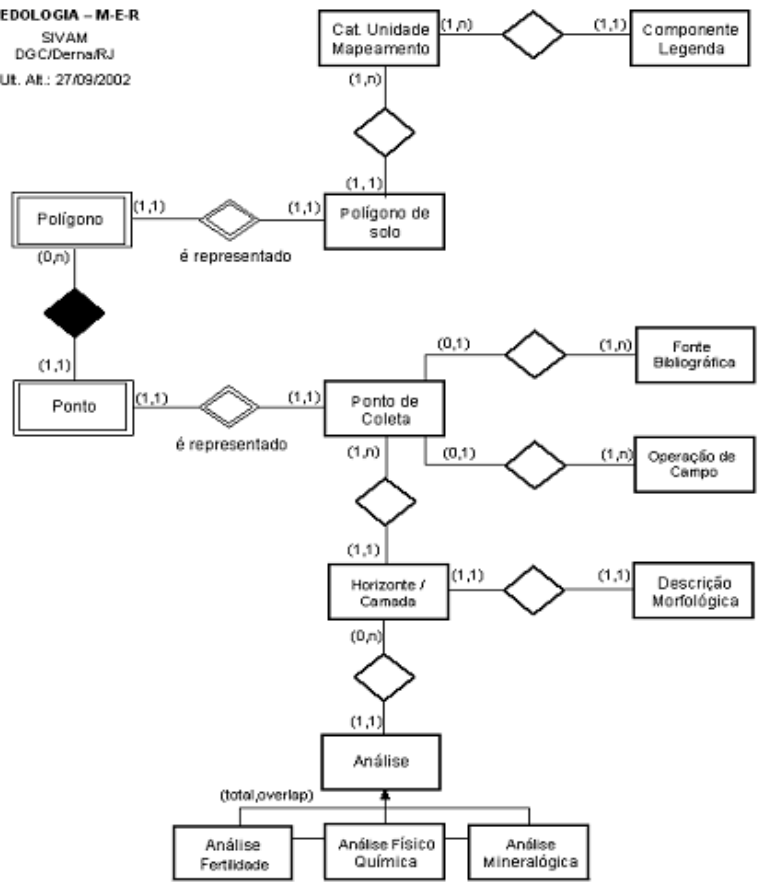 EDOLOGIA – M-E-R
SIVAM
DGC/Derna/RJ
Ult. Alt.: 27/09/2002
Cat. Unidade
Mapeamento
(1,n)
(1,1)
Componente
Legenda
(1,n)
(1,1)
Polígono
(1,1)
(1,1)
Polígono de
solo
é representado
(0,n)
(1,1)
Ponto
(1,1)
(1,1)
Ponto de
Coleta
é representado
(0,1)
(1,n)
Fonte
Bibliográfica
(0,1)
(1,n)
Operação de
Campo
(1,n)
(1,1)
Horizonte /
Camada
(1,1)
(1,1)
Descrição
Morfológica
(0,n)
(1,1)
Análise
(total,overlap)
Análise
Fertilidade
Análise Físico
Química
Análise
Mineralógica